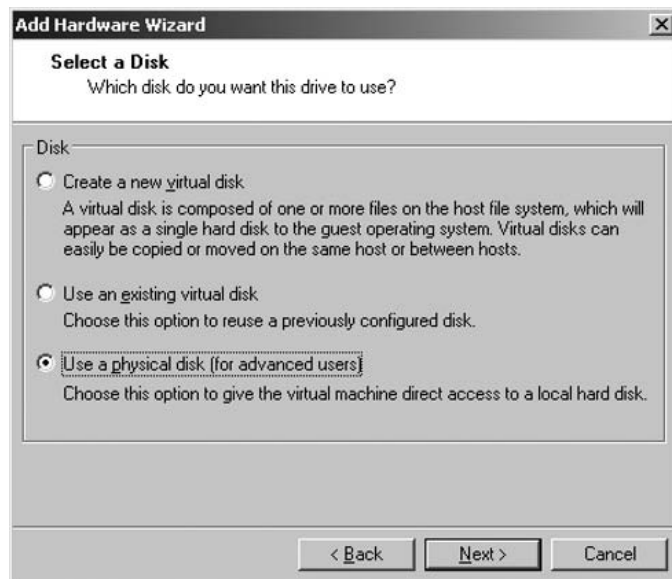 Add Hardware Wizard
Select a Disk
Which disk do you want this drive to use?
Disk
Create a new virtual disk
A virtual disk is composed of one or more files on the host file system, which will
appear as a single hard disk to the guest operating system. Virtual disks can
easily be copied or moved on the same host or between hosts.
Use an existing virtual disk
Choose this option to reuse a previously configured disk.
Use a physical disk (for advanced users)
Choose this option to give the virtual machine direct access to a local hard disk.
< Back Next > Cancel